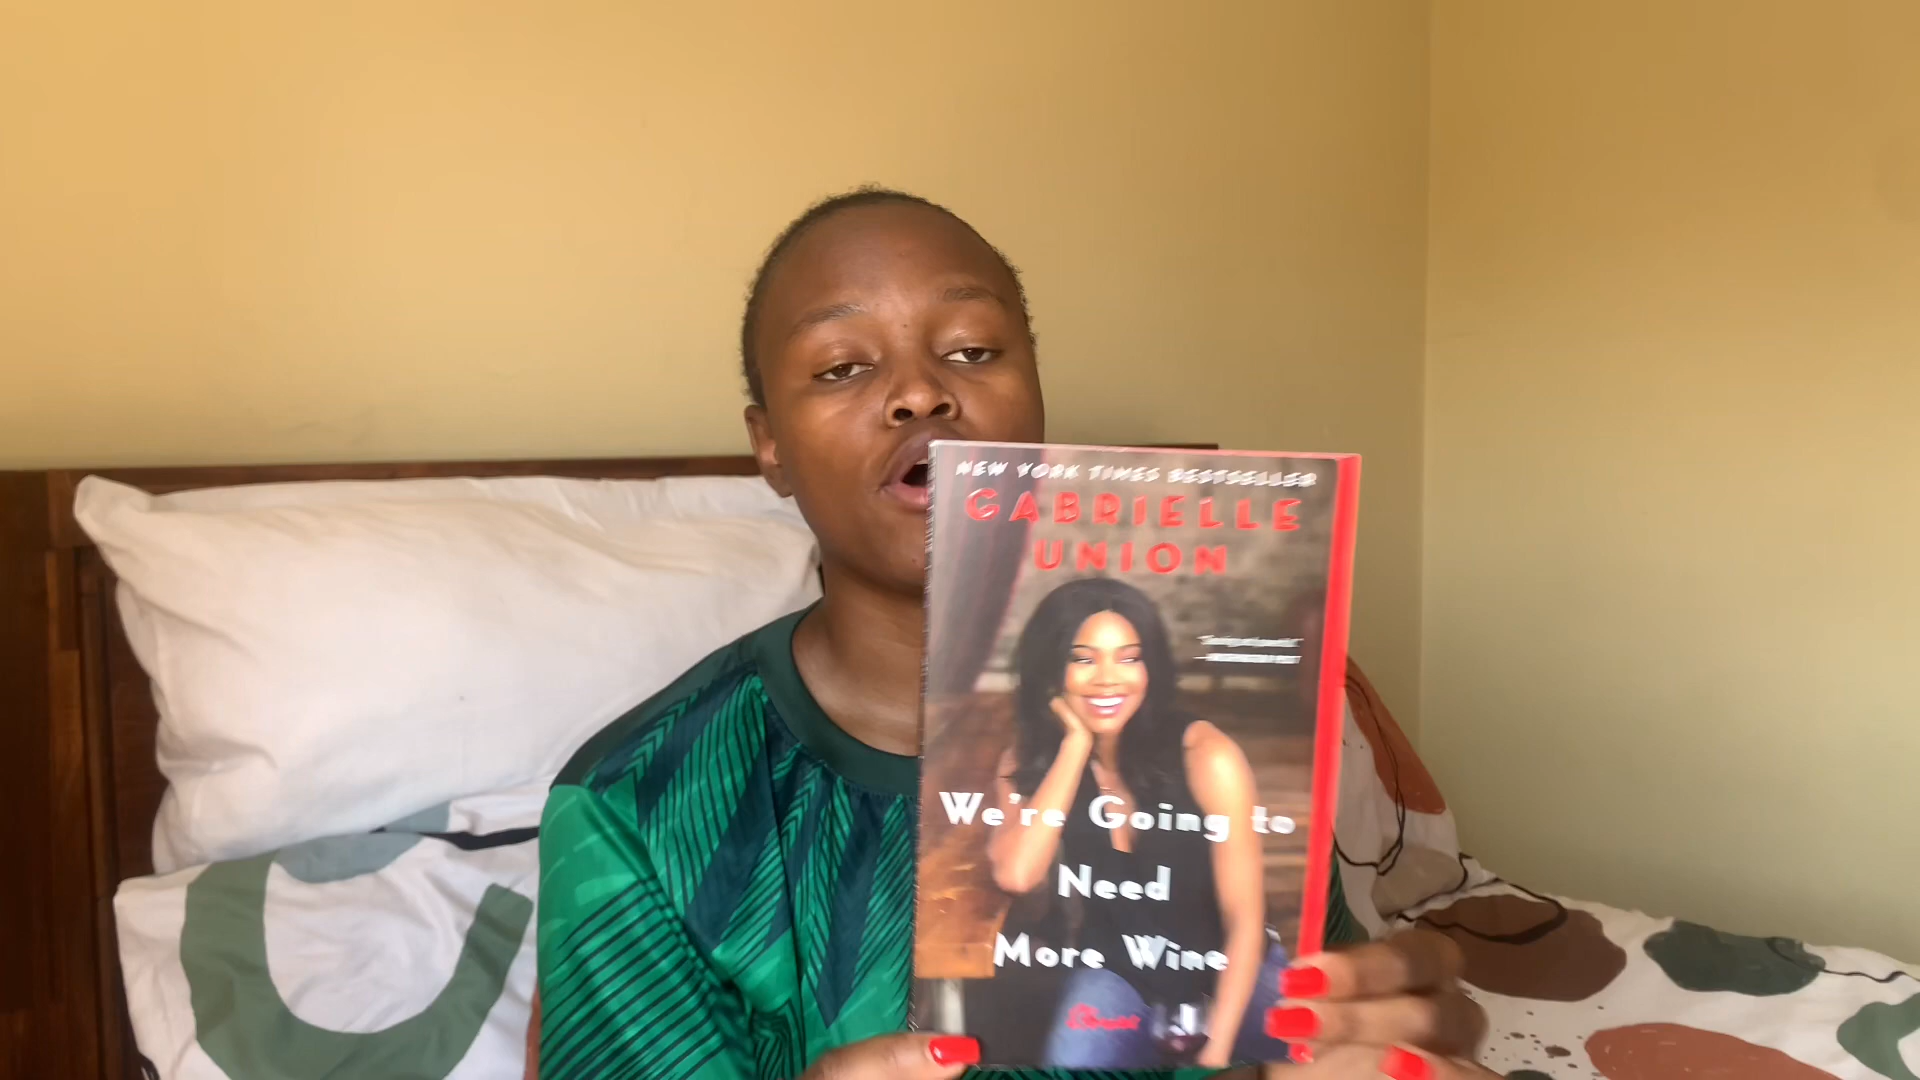 NEW YORK TIMES BESTSELLER
GABRIELLE
UNION
We're Going to
Need
More Wine